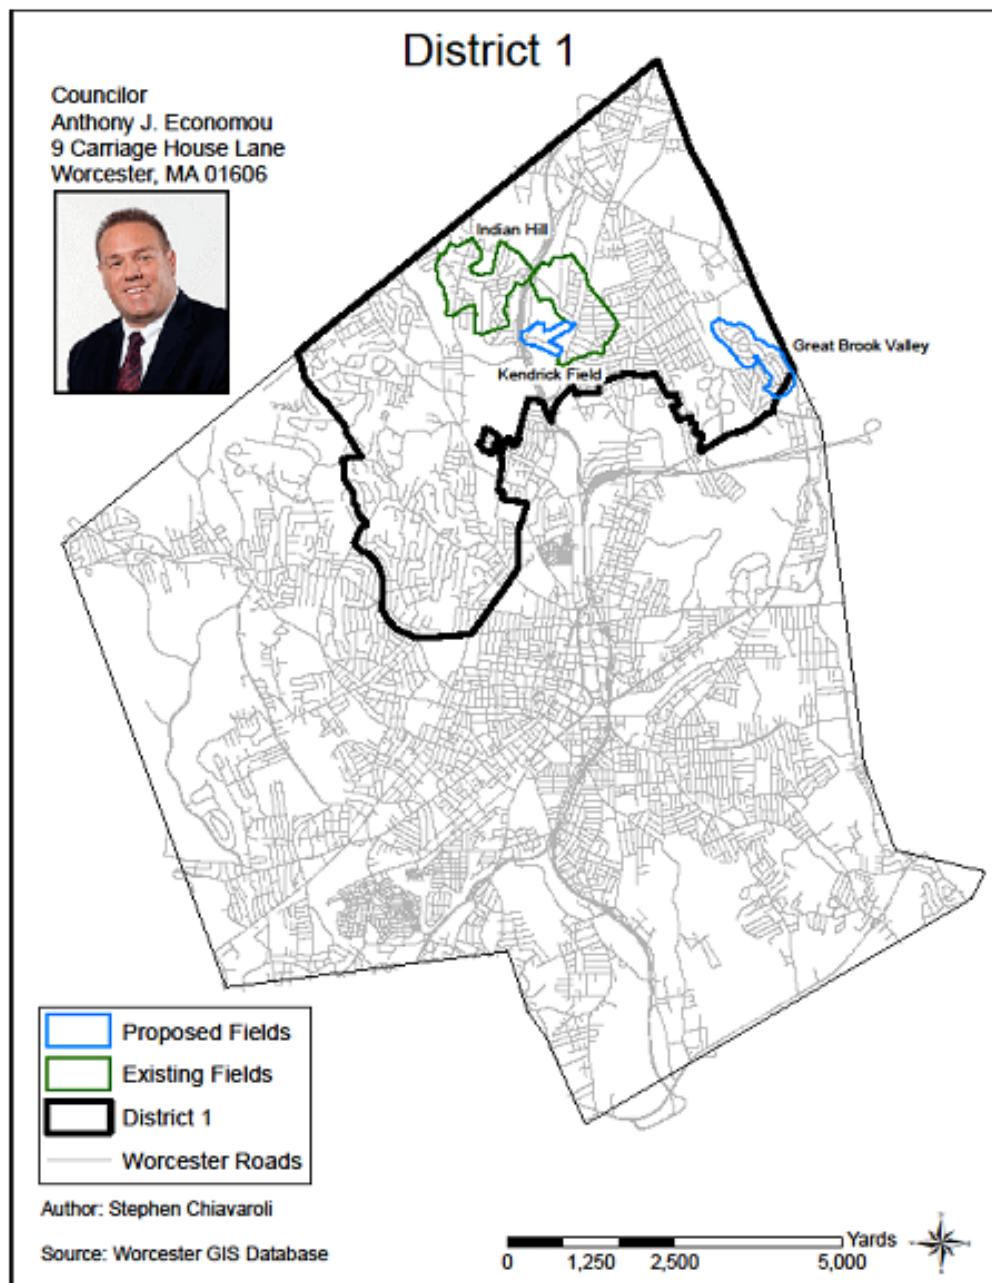 District 1
Councilor
Anthony J. Economou
9 Carriage House Lane
Worcester, MA 01606
Indian Hill
Great Brook Valley
Kendrick Field
Proposed Fields
Existing Fields
District 1
Worcester Roads
Author: Stephen Chiavaroli
Source: Worcester GIS Database
Yards
0 1,250 2,500 5,000